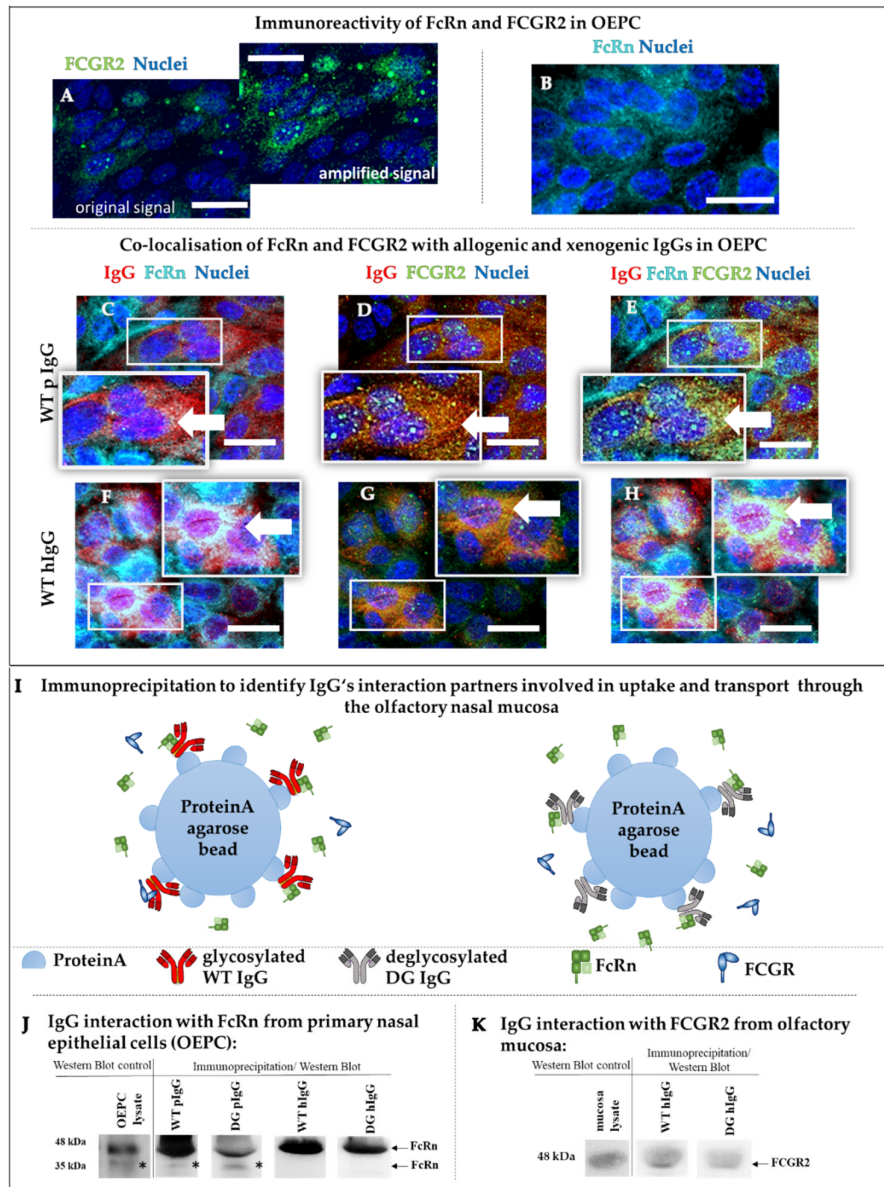 Immunoreactivity of FcRn and FCGR2 in OEPC
FCGR2 Nuclei
FcRn Nuclei
A
B
original signal
amplified signal
Co-localisation of FcRn and FCGR2 with allogenic and xenogenic IgGs in OEPC
IgG FcRn Nuclei
IgG FCGR2 Nuclei
IgG FcRn FCGR2 Nuclei
WT p IgG
C
D
E
WT hIgG
F
G
H
I Immunoprecipitation to identify IgG‘s interaction partners involved in uptake and transport through
the olfactory nasal mucosa
ProteinA
agarose
bead
ProteinA
agarose
bead
ProteinA
glycosylated
WT IgG
deglycosylated
DG IgG
FcRn
FCGR
J IgG interaction with FcRn from primary nasal
epithelial cells (OEPC):
Western Blot control
Immunoprecipitation/ Western Blot
OEPC
lysate
WT pIgG
DG pIgG
WT hIgG
DG hIgG
48 kDa
35 kDa
*
*
*
FcRn
FcRn
K IgG interaction with FCGR2 from olfactory
mucosa:
Western Blot control
Immunoprecipitation/
Western Blot
mucosa
lysate
WT hIgG
DG hIgG
48 kDa
FCGR2